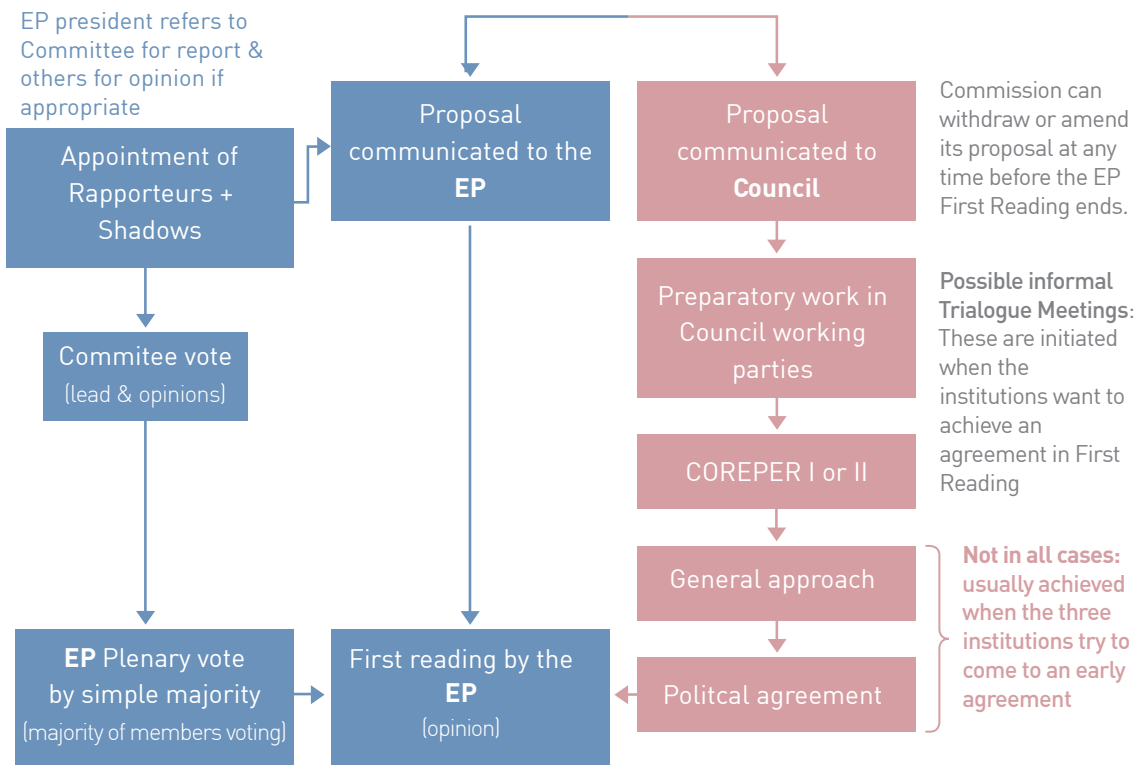 EP president refers to
Committee for report &
others for opinion if
appropriate
Appointment of
Rapporteurs +
Shadows
Commitee vote
(lead & opinions)
EP Plenary vote
by simple majority
(majority of members voting)
Proposal
communicated to the
EP
First reading by the
EP
(opinion)
Proposal
communicated to
Council
Preparatory work in
Council working
parties
COREPER I or II
General approach
Politcal agreement
Commission can
withdraw or amend
its proposal at any
time before the EP
First Reading ends.
Possible informal
Trialogue Meetings:
These are initiated
when the
institutions want to
achieve an
agreement in First
Reading
Not in all cases:
usually achieved
when the three
institutions try to
come to an early
agreement